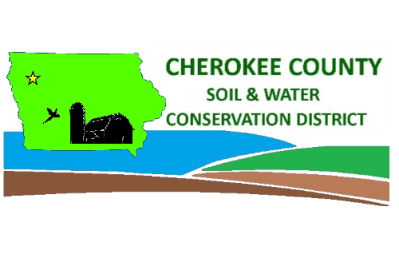 CHEROKEE COUNTY
SOIL & WATER
CONSERVATION DISTRICT